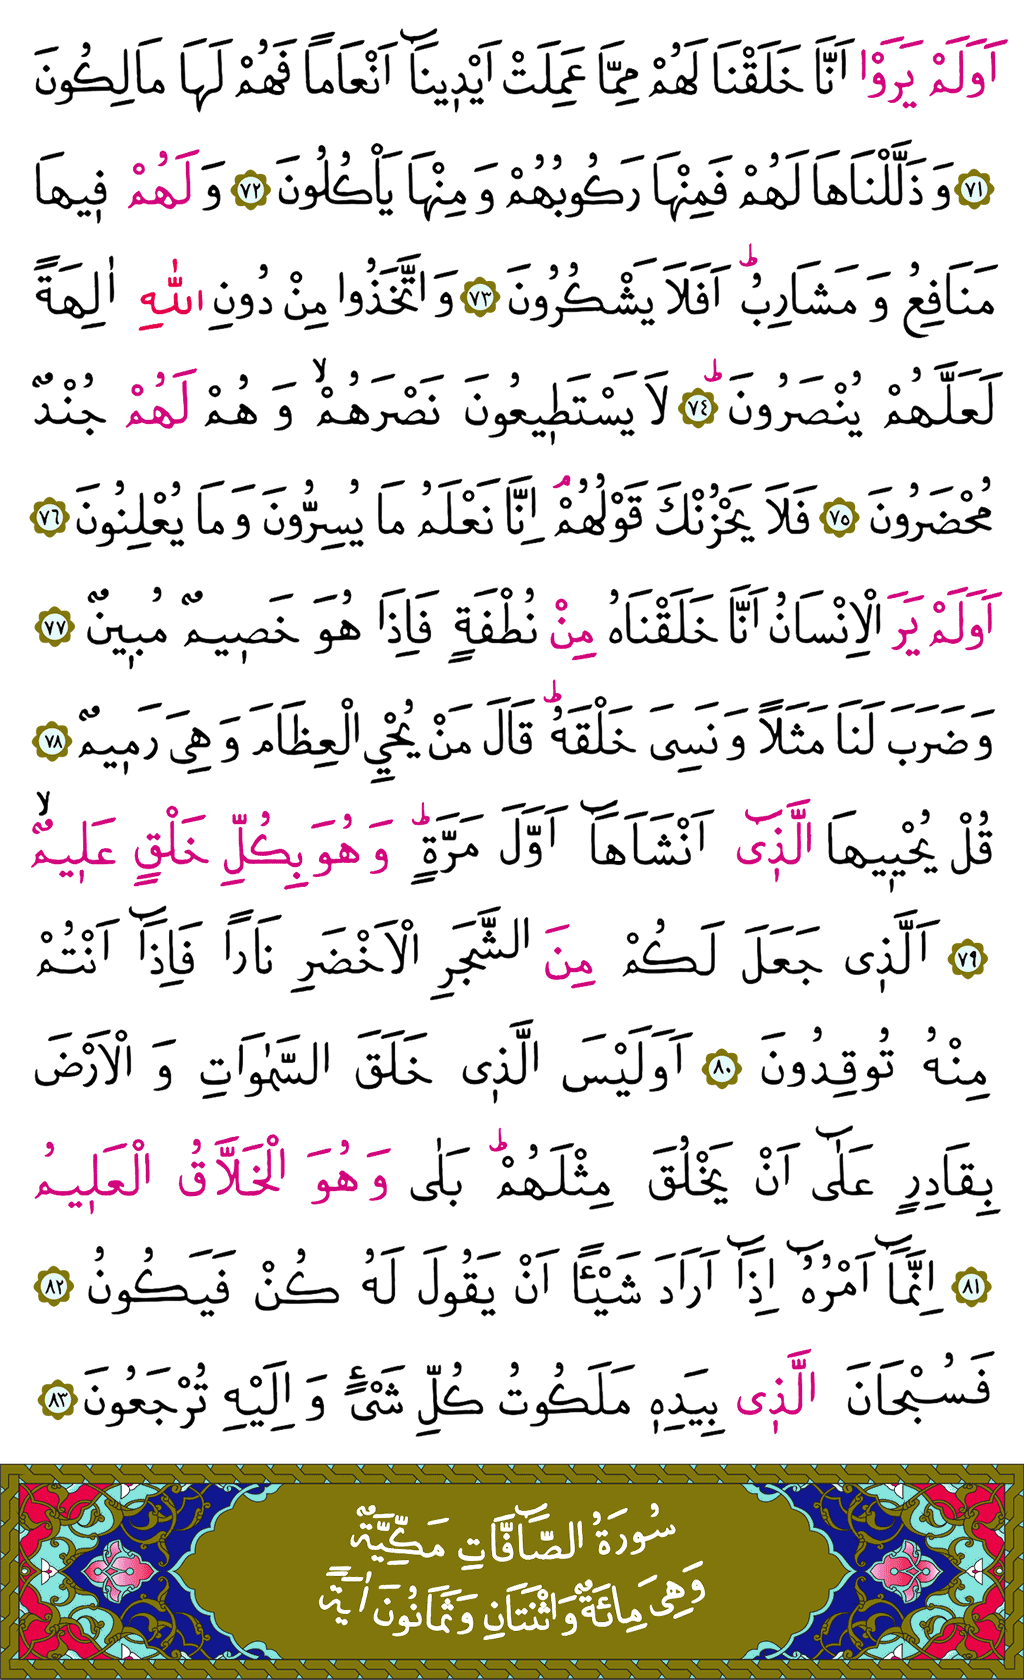 اَوَلَمْ يَرَوْا اَنَّا خَلَقْنَا لَهُمْ مِمَّا عَمِلَتْ اَيْد۪ينَٓا اَنْعَاماً فَهُمْ لَهَا مَالِكُونَ
﴿٧١﴾ وَ ذَلَّلْنَاهَا لَهُمْ فَمِنْهَا رَكُوبُهُمْ وَ مِنْهَا يَاْكُلُونَ ﴿٧٢﴾ وَ لَهُمْ ف۪يهَا
مَنَافِعُ وَ مَشَارِبُۜ اَفَلَا يَشْكُرُونَ ﴿٧٣﴾ وَ اتَّخَذُوا مِنْ دُونِ اللّٰهِ اٰلِهَةً
لَعَلَّهُمْ يُنْصَرُونَۜ ﴿٧٤﴾ لَا يَسْتَط۪يعُونَ نَصْرَهُمْۙ وَ هُمْ لَهُمْ جُنْدٌ
مُحْضَرُونَ ﴿٧٥﴾ فَلَا يَحْزُنْكَ قَوْلُهُمْۢ اِنَّا نَعْلَمُ مَا يُسِرُّونَ وَ مَا يُعْلِنُونَ ﴿٧٦﴾
اَوَلَمْ يَرَ الْاِنْسَانُ اَنَّا خَلَقْنَاهُ مِنْ نُطْفَةٍ فَاِذَا هُوَ خَص۪يمٌ مُب۪ينٌ ﴿٧٧﴾
وَ ضَرَبَ لَنَا مَثَلاً وَ نَسِىَ خَلْقَهُۜ قَالَ مَنْ يُحْيِ الْعِظَامَ وَ هِىَ رَم۪يمٌ ﴿٧٨﴾
قُلْ يُحْي۪يهَا الَّذ۪ٓى اَنْشَاَهَٓا اَوَّلَ مَرَّةٍۜ وَ هُوَ بِكُلِّ خَلْقٍ عَل۪يمٌۙ
﴿٧٩﴾ اَلَّذ۪ى جَعَلَ لَكُمْ مِنَ الشَّجَرِ الْاَخْضَرِ نَاراً فَاِذَٓا اَنْتُمْ
مِنْهُ تُوقِدُونَ ﴿٨٠﴾ اَوَلَيْسَ الَّذ۪ى خَلَقَ السَّمٰوَاتِ وَ الْاَرْضَ
بِقَادِرٍ عَلٰٓى اَنْ يَخْلُقَ مِثْلَهُمْۜ بَلٰى وَ هُوَ الْخَلَّاقُ الْعَل۪يمُ
﴿٨١﴾ اِنَّمَٓا اَمْرُهُٓ اِذَٓا اَرَادَ شَيْـًٔا اَنْ يَقُولَ لَهُ كُنْ فَيَكُونُ ﴿٨٢﴾
فَسُبْحَانَ الَّذ۪ى بِيَدِه۪ مَلَكُوتُ كُلِّ شَىْءٍ وَ اِلَيْهِ تُرْجَعُونَ ﴿٨٣﴾
سُورَةُ الصَّٓافَّاتِ مَكِّيَّةٌ
وَهِىَ مِائَةٌ وَاثْنَتَانِ وَثَمَانُونَ اٰيَةً